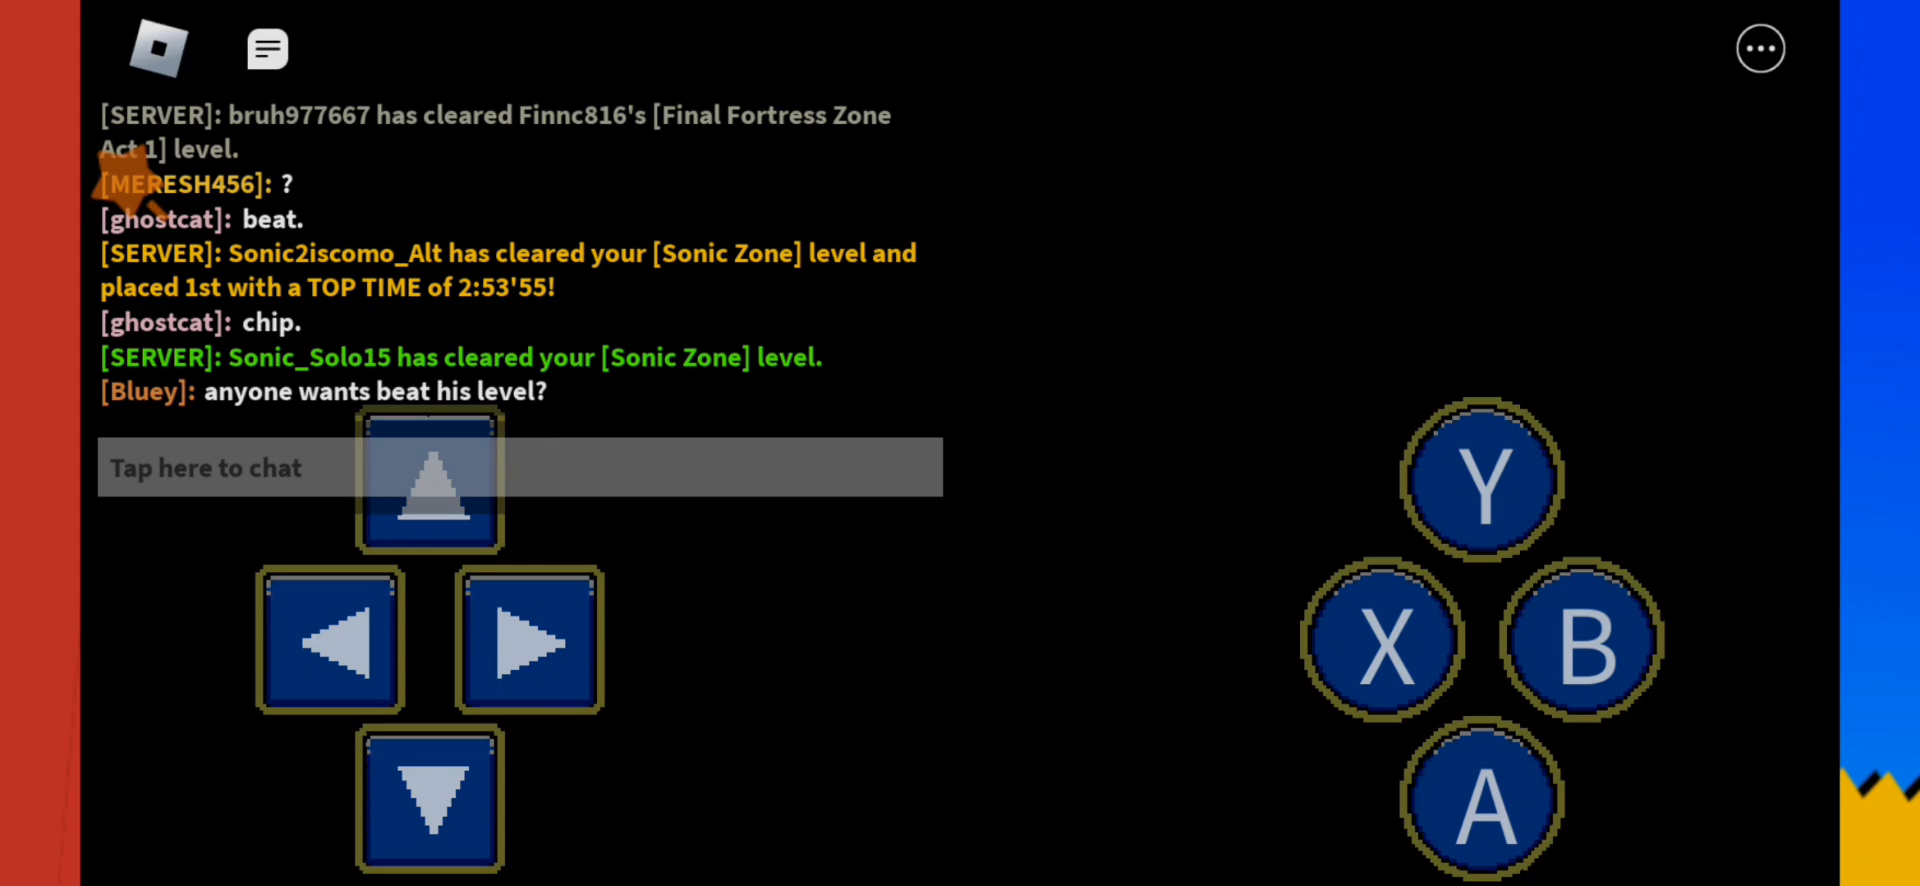 [SERVER]: bruh977667 has cleared Finnc816's [Final Fortress Zone
Act 1] level.
[MERESH456]: ?
[ghostcat]: beat.
[SERVER]: Sonic2iscomo_Alt has cleared your [Sonic Zone] level and
placed 1st with a TOP TIME of 2:53'55!
[ghostcat]: chip.
[SERVER]: Sonic_Solo15 has cleared your [Sonic Zone] level.
[Bluey]: anyone wants beat his level?
Tap here to chat
Y
X B
A